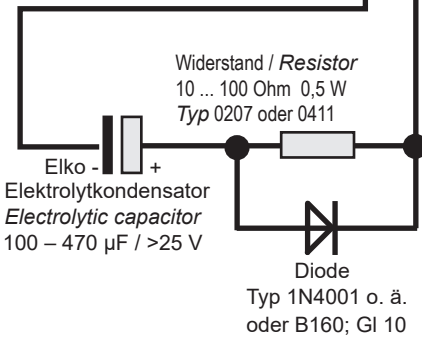 Widerstand / Resistor
10 ... 100 Ohm 0,5 W
Typ 0207 oder 0411
Elko - +
Elektrolytkondensator
Electrolytic capacitor
100 – 470 µF / >25 V
Diode
Typ 1N4001 o. ä.
oder B160; GI 10